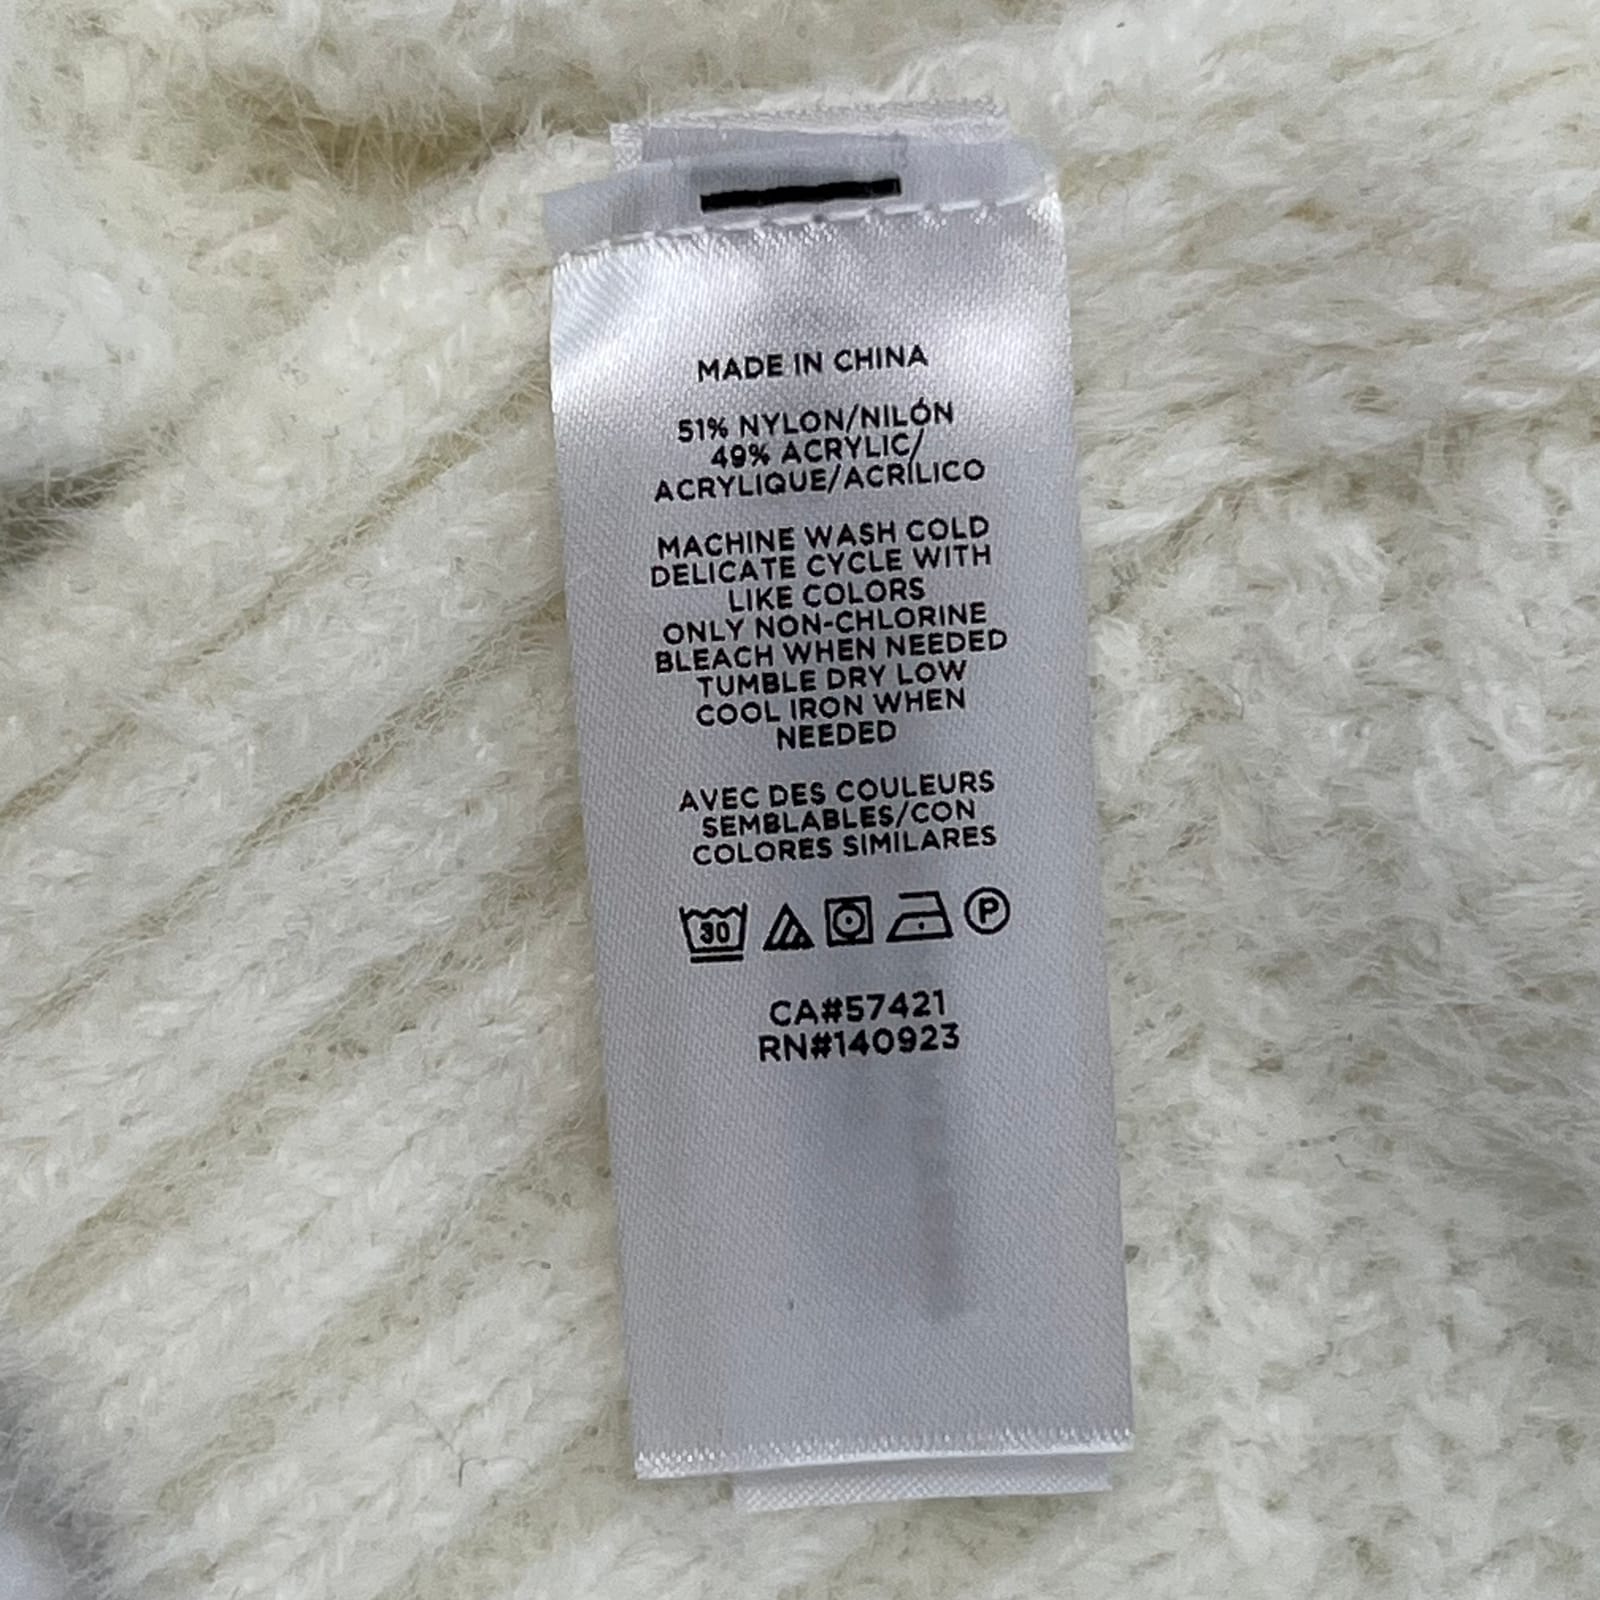 MADE IN CHINA
51% NYLON/NILÓN
49% ACRYLIC/
ACRYLIQUE/ACRÍLICO
MACHINE WASH COLD
DELICATE CYCLE WITH
LIKE COLORS
ONLY NON-CHLORINE
BLEACH WHEN NEEDED
TUMBLE DRY LOW
COOL IRON WHEN
NEEDED
AVEC DES COULEURS
SEMBLABLES/CON
COLORES SIMILARES
30 P
CA#57421
RN#140923